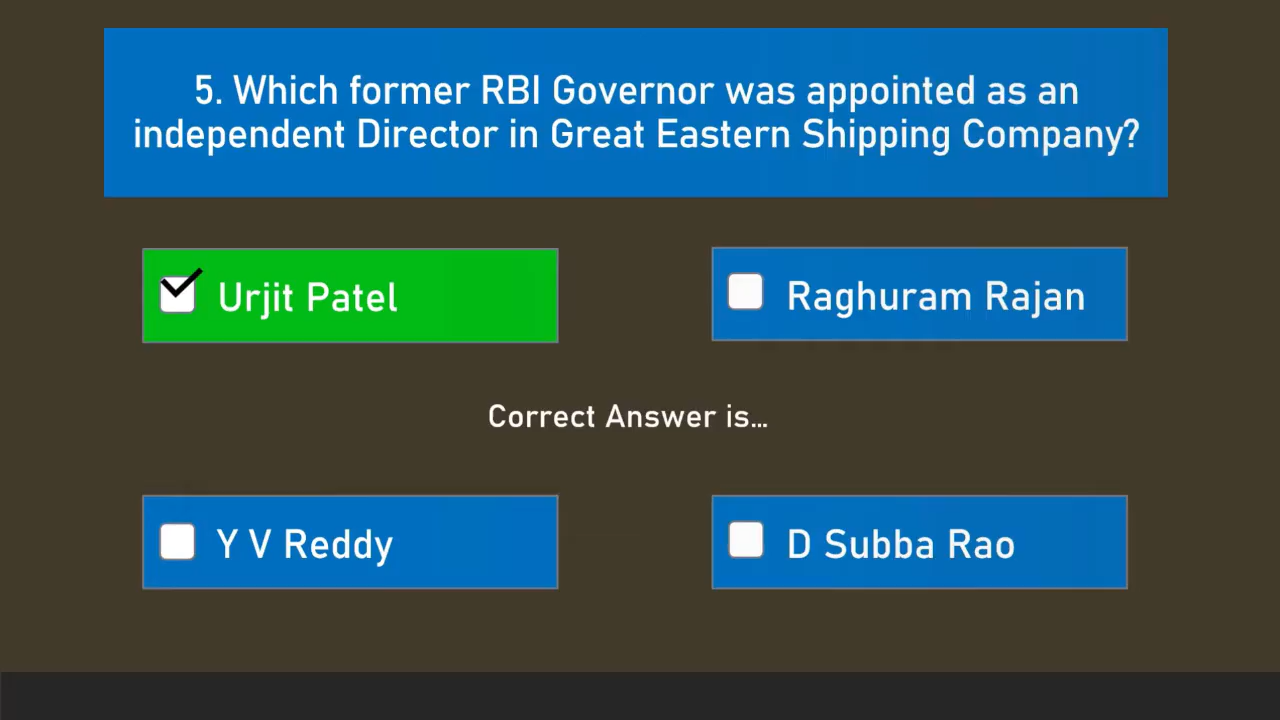 5. Which former RBI Governor was appointed as an
independent Director in Great Eastern Shipping Company?
Urjit Patel
Raghuram Rajan
Correct Answer is...
Y V Reddy
D Subba Rao